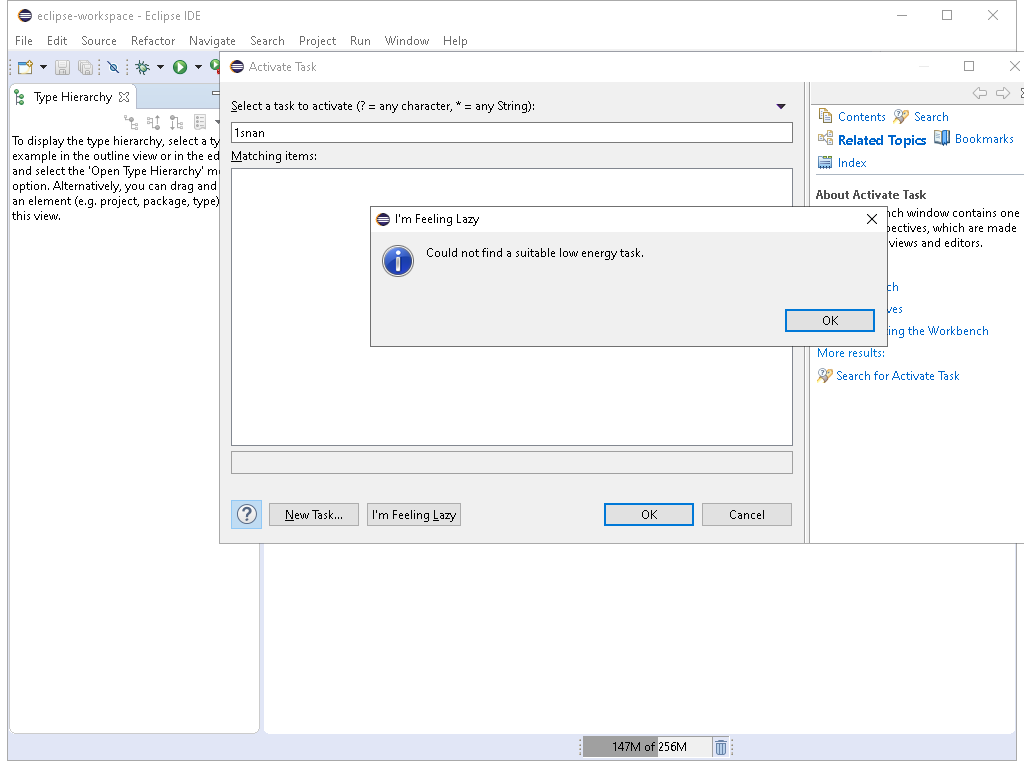 eclipse-workspace - Eclipse IDE
File Edit Source Refactor Navigate Search Project Run Window Help
Activate Task
Type Hierarchy
To display the type hierarchy, select a ty
example in the outline view or in the ed
and select the 'Open Type Hierarchy' m
option. Alternatively, you can drag and
an element (e.g. project, package, type)
this view.
Select a task to activate (? = any character, * = any String):
1snan
Matching items:
I'm Feeling Lazy
Could not find a suitable low energy task.
OK
New Task...
I'm Feeling Lazy
OK
Cancel
Contents Search
Related Topics Bookmarks
Index
About Activate Task
ch window contains one
pectives, which are made
views and editors.
ch
ves
ing the Workbench
More results:
Search for Activate Task
147M of 256M